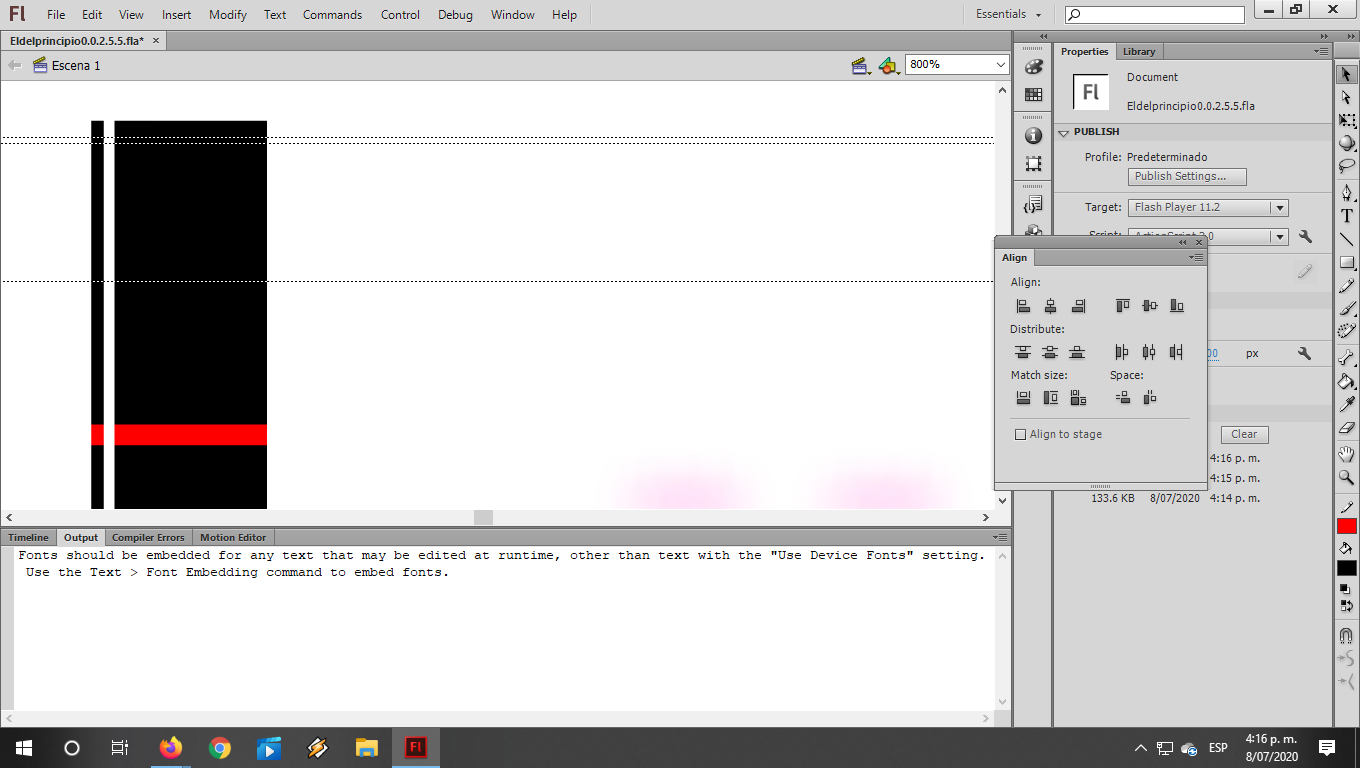 Fl File Edit View Insert Modify Text Commands Control Debug Window Help Essentials
Eldelprincipio0.0.2.5.5.fla* ×
Escena 1 800%
Properties Library
Fl
Document
Eldelprincipio0.0.2.5.5.fla
PUBLISH
Profile: Predeterminado
Publish Settings...
Target: Flash Player 11.2
Script:
Align
Align:
Distribute:
Match size: Space:
Align to stage
px
Clear
4:16 p. m.
4:15 p. m.
133.6 KB 8/07/2020 4:14 p. m.
Timeline Output Compiler Errors Motion Editor
Fonts should be embedded for any text that may be edited at runtime, other than text with the "Use Device Fonts" setting.
Use the Text > Font Embedding command to embed fonts.
Fl ESP 4:16 p. m.
8/07/2020